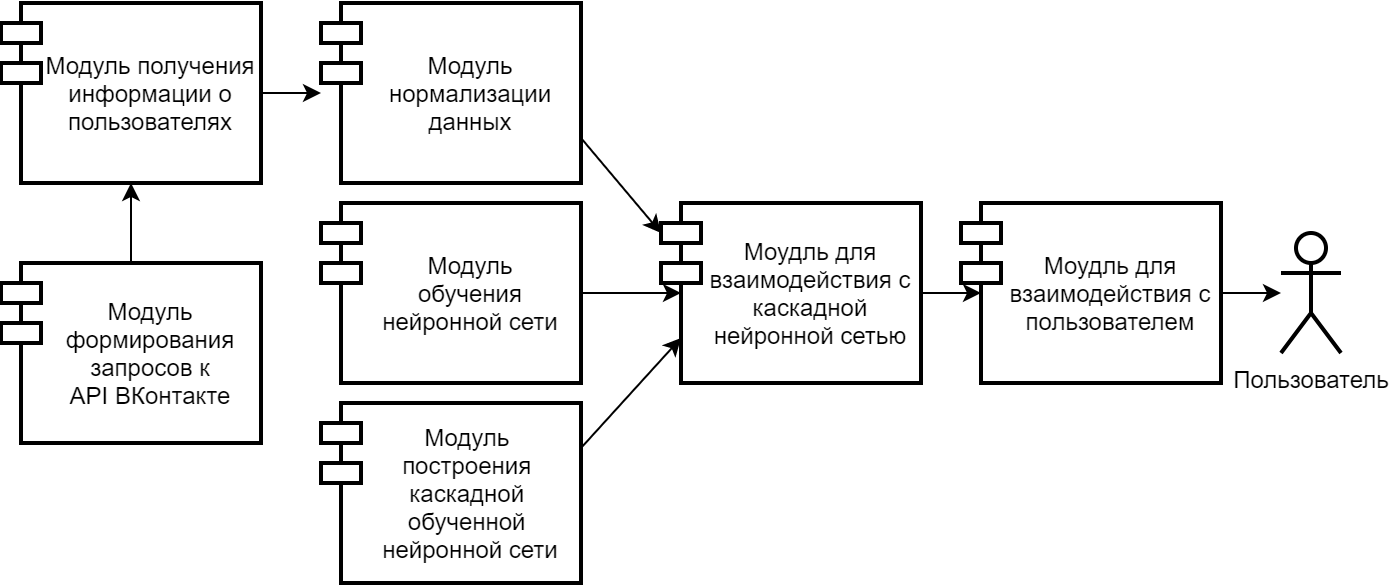 Модуль получения
информации о
пользователях
Модуль
нормализации
данных
Модуль
формирования
запросов к
API ВКонтакте
Модуль
обучения
нейронной сети
Модуль
построения
каскадной
обученной
нейронной сети
Моудль для
взаимодействия с
каскадной
нейронной сетью
Моудль для
взаимодействия с
пользователем
Пользователь